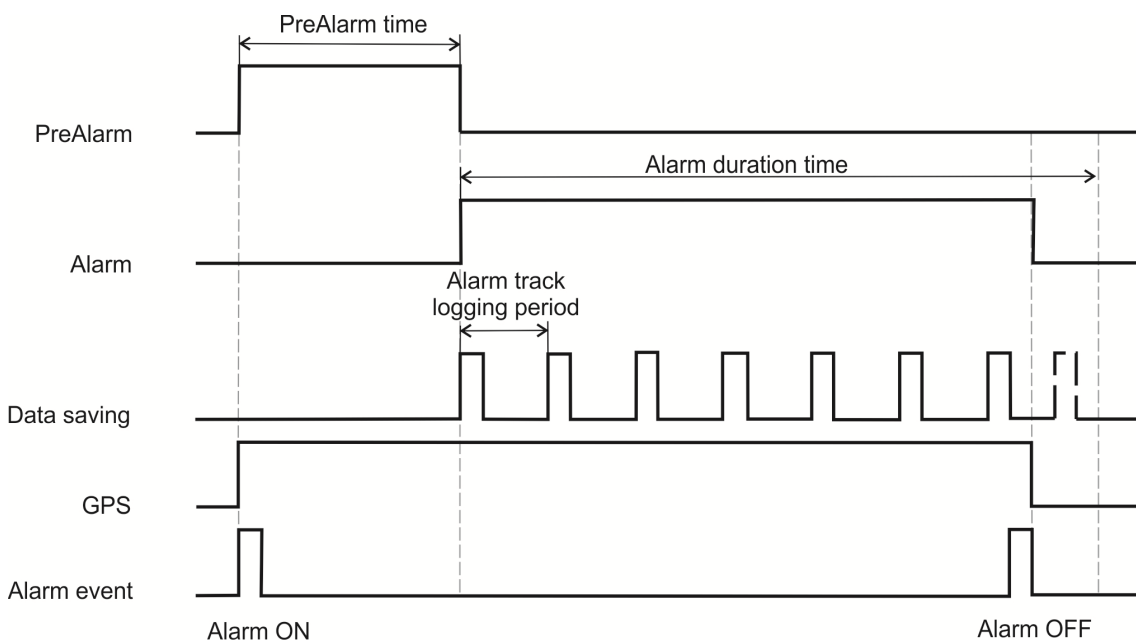 PreAlarm time
PreAlarm
Alarm duration time
Alarm
Alarm track
logging period
Data saving
GPS
Alarm event
Alarm ON
Alarm OFF